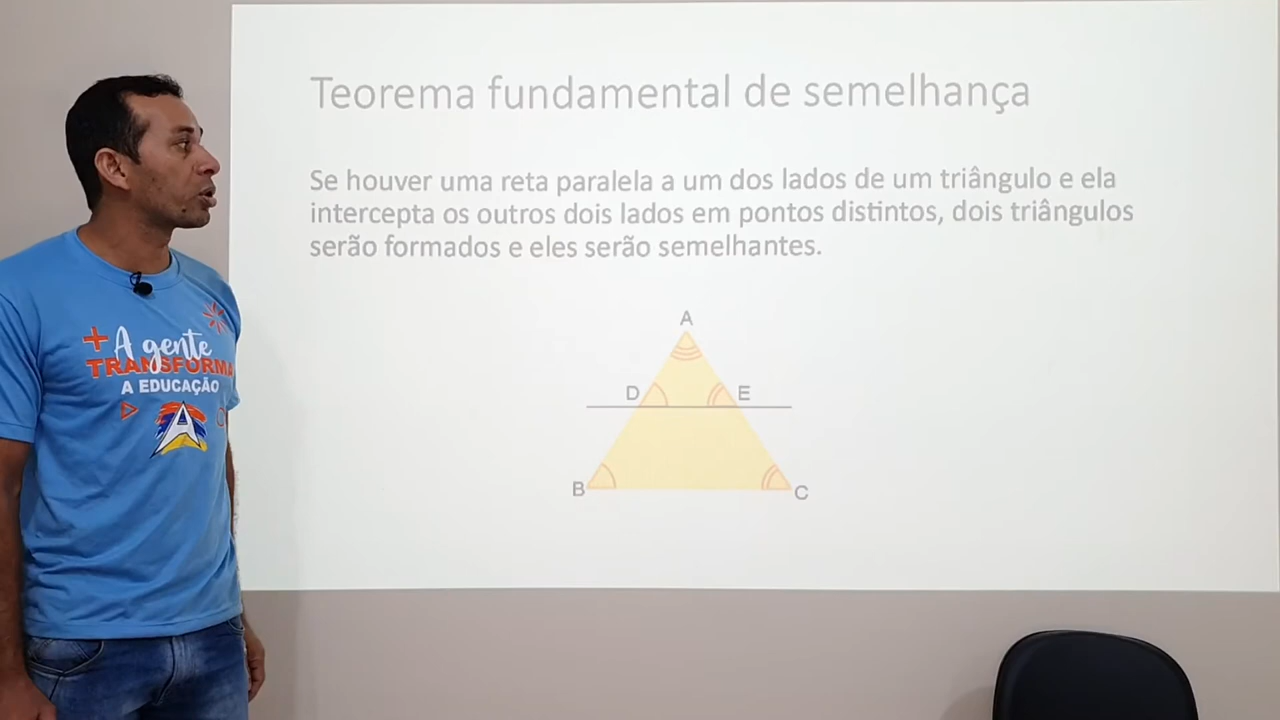 Teorema fundamental de semelhança
Se houver uma reta paralela a um dos lados de um triângulo e ela
intercepta os outros dois lados em pontos distintos, dois triângulos
serão formados e eles serão semelhantes.
A
D
E
B
C
+ A gente
TRANSFORMA
A EDUCAÇÃO